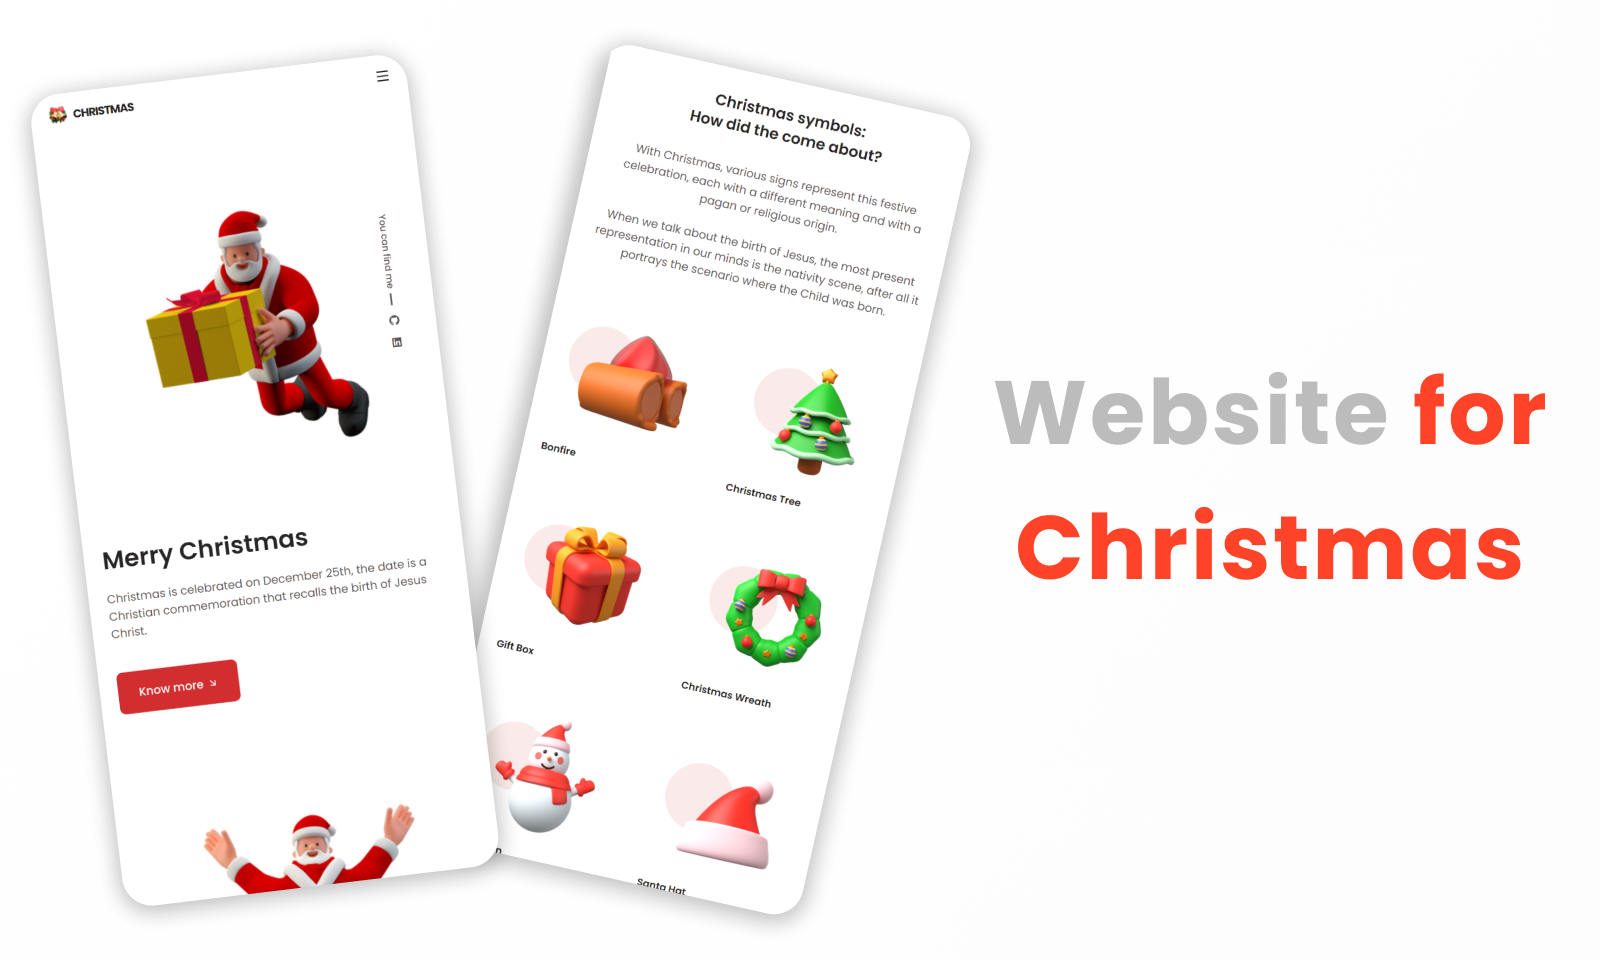 CHRISTMAS
You can find me
Merry Christmas
Christmas is celebrated on December 25th, the date is a
Christian commemoration that recalls the birth of Jesus
Christ.
Know more
Christmas symbols:
How did the come about?
With Christmas, various signs represent this festive
celebration, each with a different meaning and with a
pagan or religious origin.
When we talk about the birth of Jesus, the most present
representation in our minds is the nativity scene, after all it
portrays the scenario where the Child was born.
Bonfire
Christmas Tree
Gift Box
Christmas Wreath
n
Santa Hat
Website for
Christmas